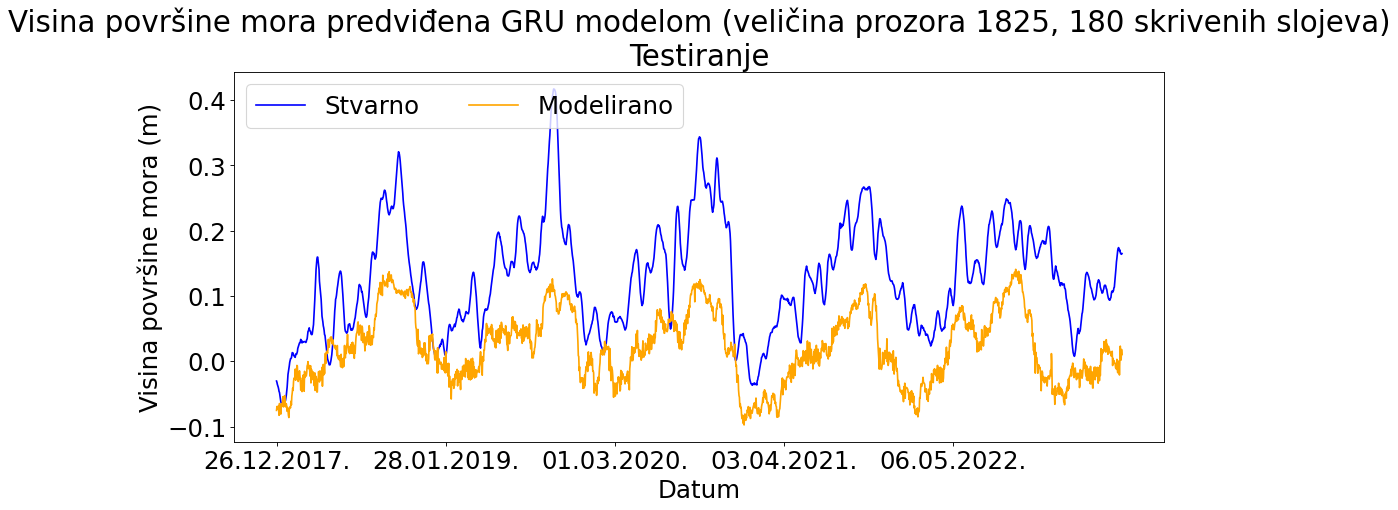 Visina površine mora predviđena GRU modelom (veličina prozora 1825, 180 skrivenih slojeva)
Testiranje
Stvarno
Modelirano
Visina površine mora (m)
0.4
0.3
0.2
0.1
0.0
−0.1
26.12.2017.
28.01.2019.
01.03.2020.
03.04.2021.
06.05.2022.
Datum